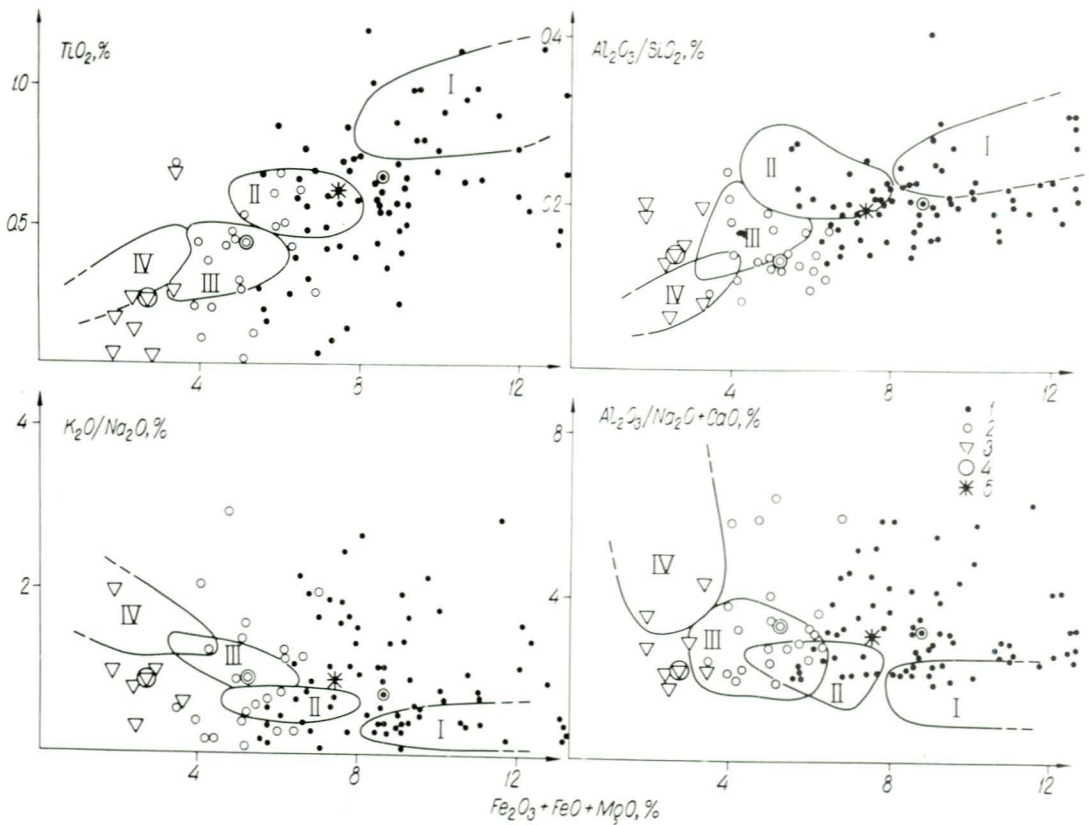 TiO₂,%
1.0
0.5
I
II
III
IV
4
8
12
Al₂O₃/SiO₂,%
0.4
0.2
I
II
III
IV
4
8
12
K₂O/Na₂O,%
4
2
IV
III
II
I
4
8
12
Al₂O₃/Na₂O+CaO,%
8
4
IV
III
II
I
4
8
12
1
2
3
4
5
Fe₂O₃+FeO+MgO,%